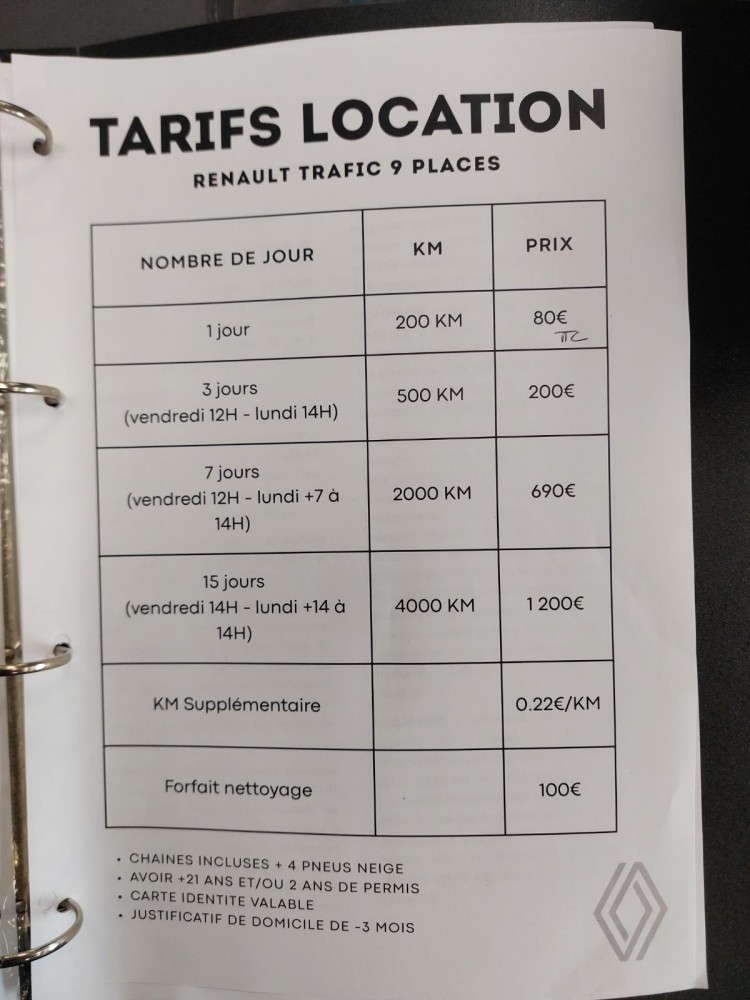 TARIFS LOCATION
RENAULT TRAFIC 9 PLACES
NOMBRE DE JOUR
KM
PRIX
1 jour
200 KM
80€
TTC
3 jours
(vendredi 12H - lundi 14H)
500 KM
200€
7 jours
(vendredi 12H - lundi +7 à
14H)
2000 KM
690€
15 jours
(vendredi 14H - lundi +14 à
14H)
4000 KM
1 200€
KM Supplémentaire
0.22€/KM
Forfait nettoyage
100€
• CHAINES INCLUSES + 4 PNEUS NEIGE
• AVOIR +21 ANS ET/OU 2 ANS DE PERMIS
• CARTE IDENTITE VALABLE
• JUSTIFICATIF DE DOMICILE DE -3 MOIS